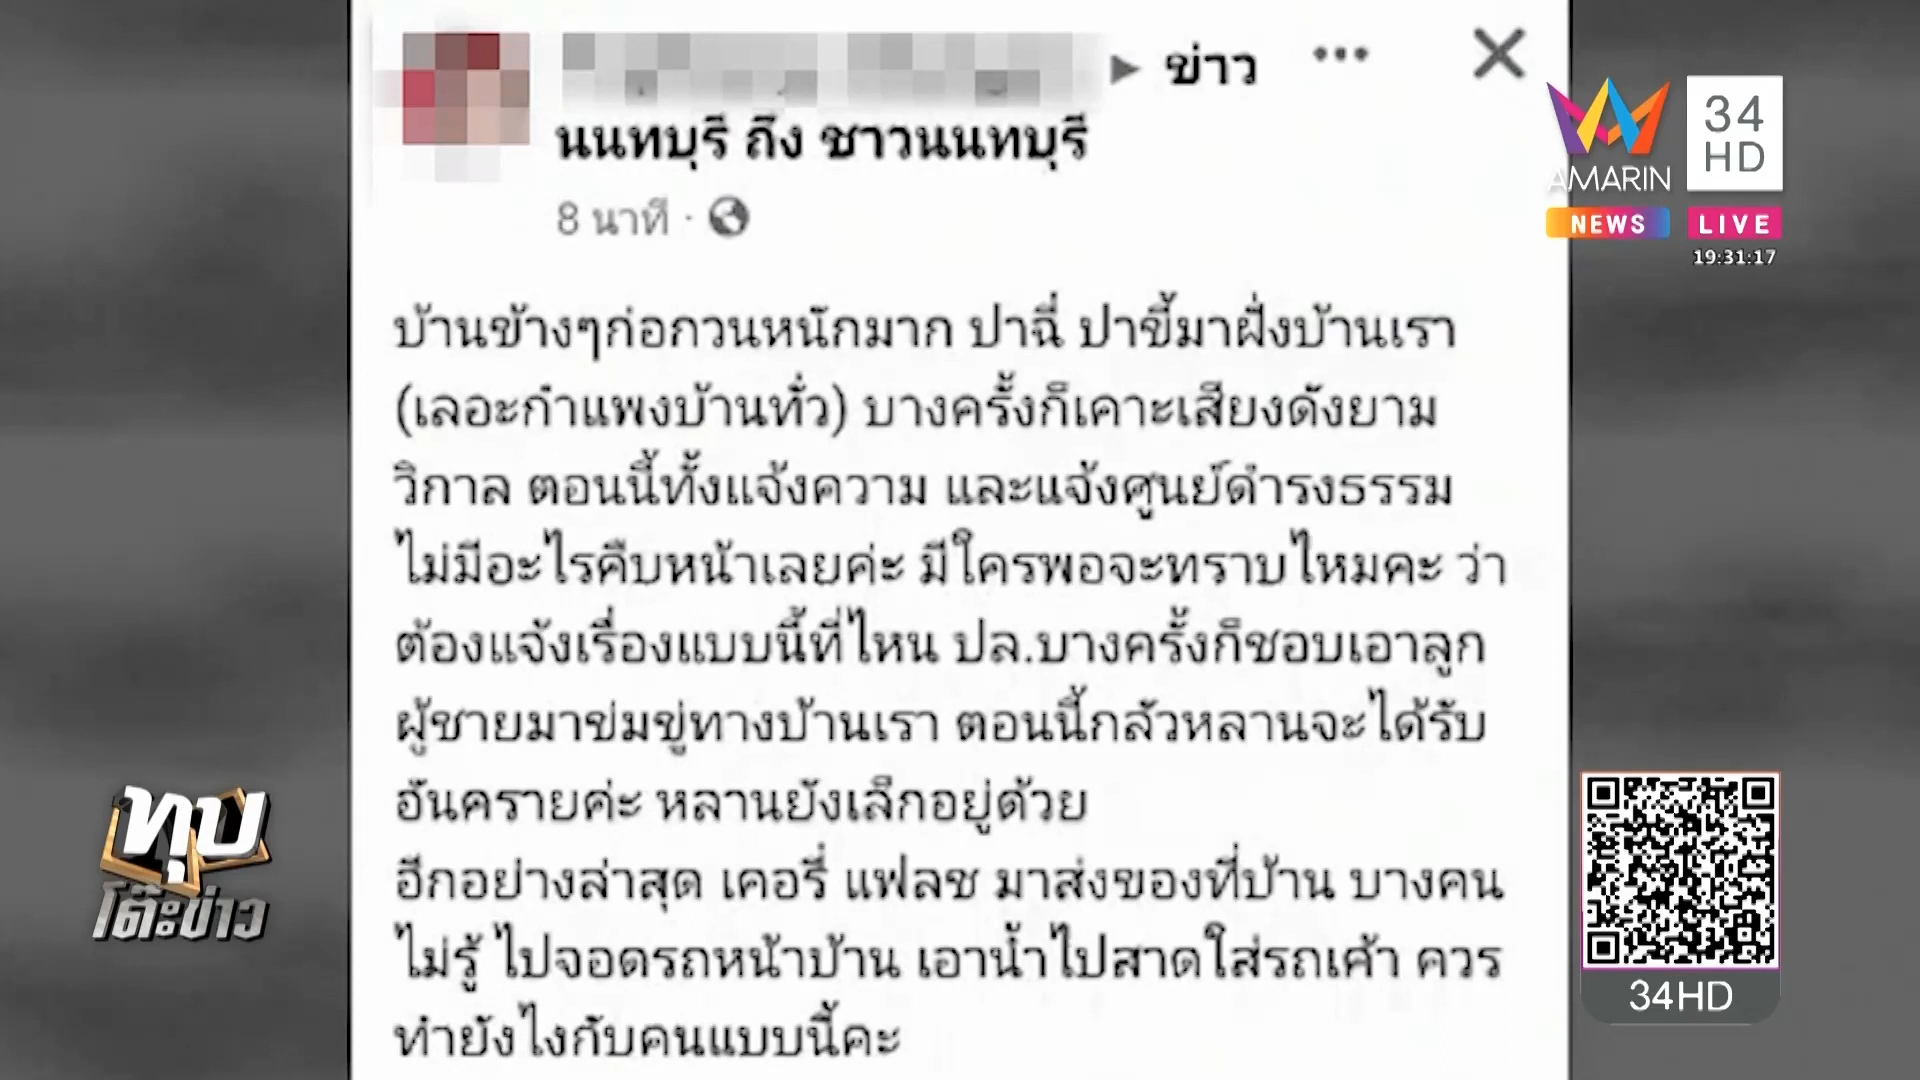 ▶ ข่าว ...
นนทบุรี ถึง ชาวนนทบุรี
8 นาที ·
บ้านข้างๆก่อกวนหนักมาก ปาฉี่ ปาขี้มาฝั่งบ้านเรา
(เลอะกำแพงบ้านทั่ว) บางครั้งก็เคาะเสียงดังยาม
วิกาล ตอนนี้ทั้งแจ้งความ และแจ้งศูนย์ดำรงธรรม
ไม่มีอะไรคืบหน้าเลยค่ะ มีใครพอจะทราบไหมคะ ว่า
ต้องแจ้งเรื่องแบบนี้ที่ไหน ปล.บางครั้งก็ชอบเอาลูก
ผู้ชายมาข่มขู่ทางบ้านเรา ตอนนี้กลัวหลานจะได้รับ
อันครายค่ะ หลานยังเล็กอยู่ด้วย
อีกอย่างล่าสุด เคอรี่ แฟลช มาส่งของที่บ้าน บางคน
ไม่รู้ ไปจอดรถหน้าบ้าน เอาน้ำไปสาดใส่รถเค้า ควร
ทำยังไงกับคนแบบนี้คะ
AMARIN
NEWS
34
HD
LIVE
19:31:17
ทุบ
โต๊ะข่าว
34HD